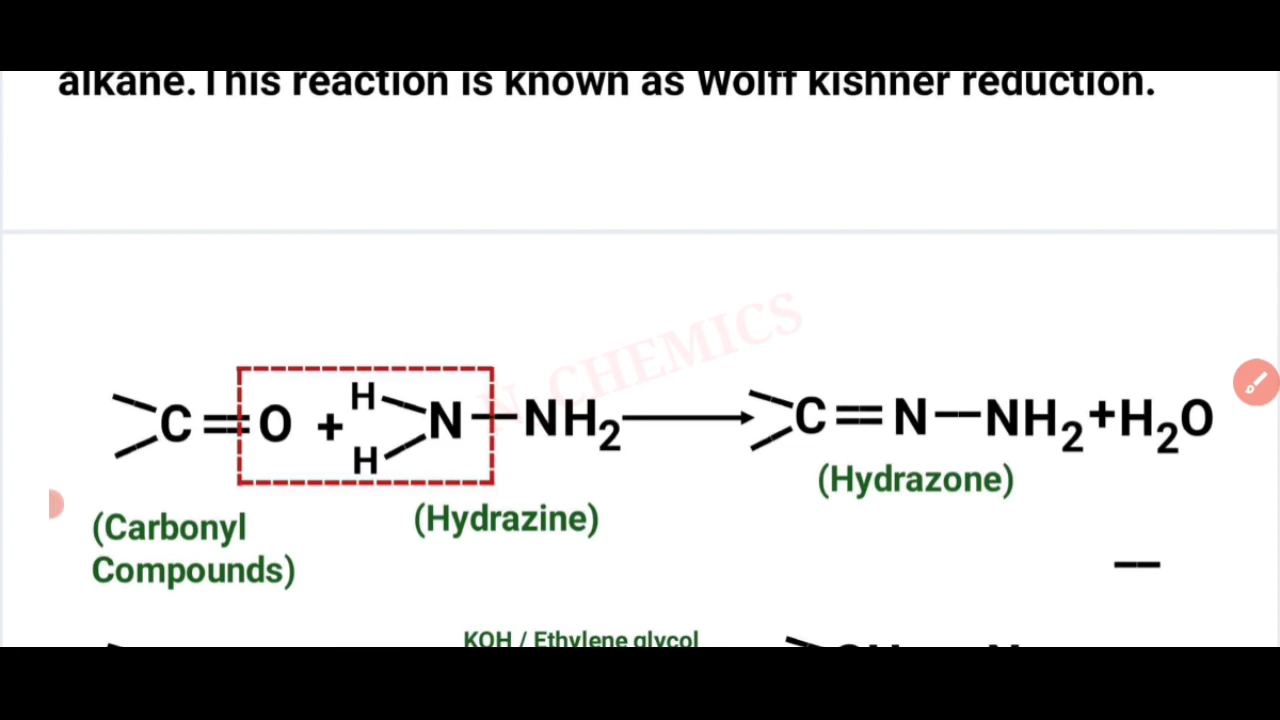 alkane.This reaction is known as Wolff kishner reduction.
N CHEMICS
>C=O + H H>N—NH₂ ⟶ >C=N—NH₂+H₂O
(Hydrazone)
(Hydrazine)
(Carbonyl
Compounds)
KOH / Ethylene glycol